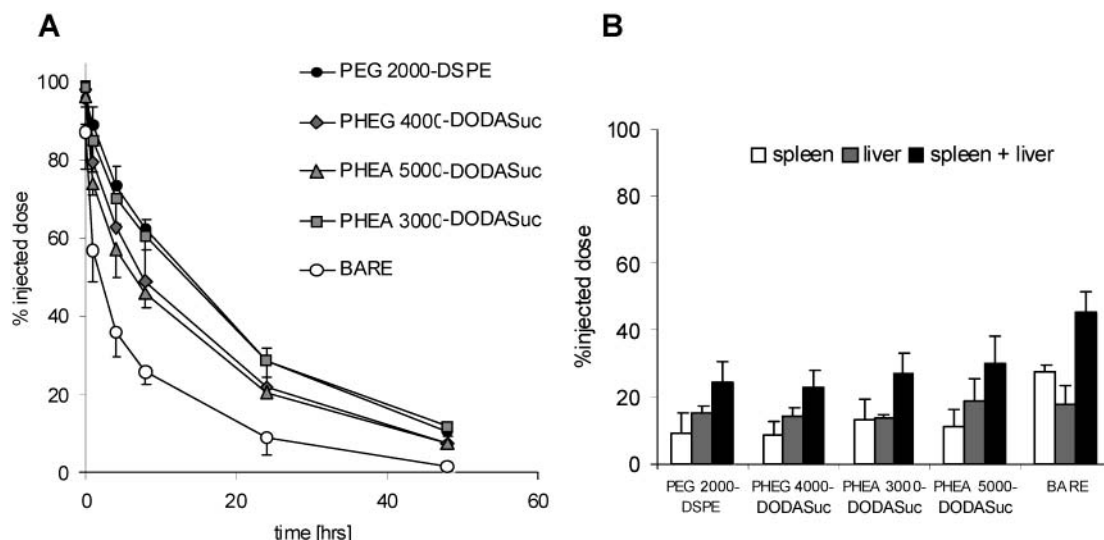 A
100
80
60
40
20
0
% injected dose
0 20 40 60
time [hrs]
PEG 2000-DSPE
PHEG 4000-DODASuc
PHEA 5000-DODASuc
PHEA 3000-DODASuc
BARE
B
100
80
60
40
20
0
%injected dose
spleen liver spleen + liver
PEG 2000-
DSPE
PHEG 4000-
DODASuc
PHEA 3000-
DODASuc
PHEA 5000-
DODASuc
BARE